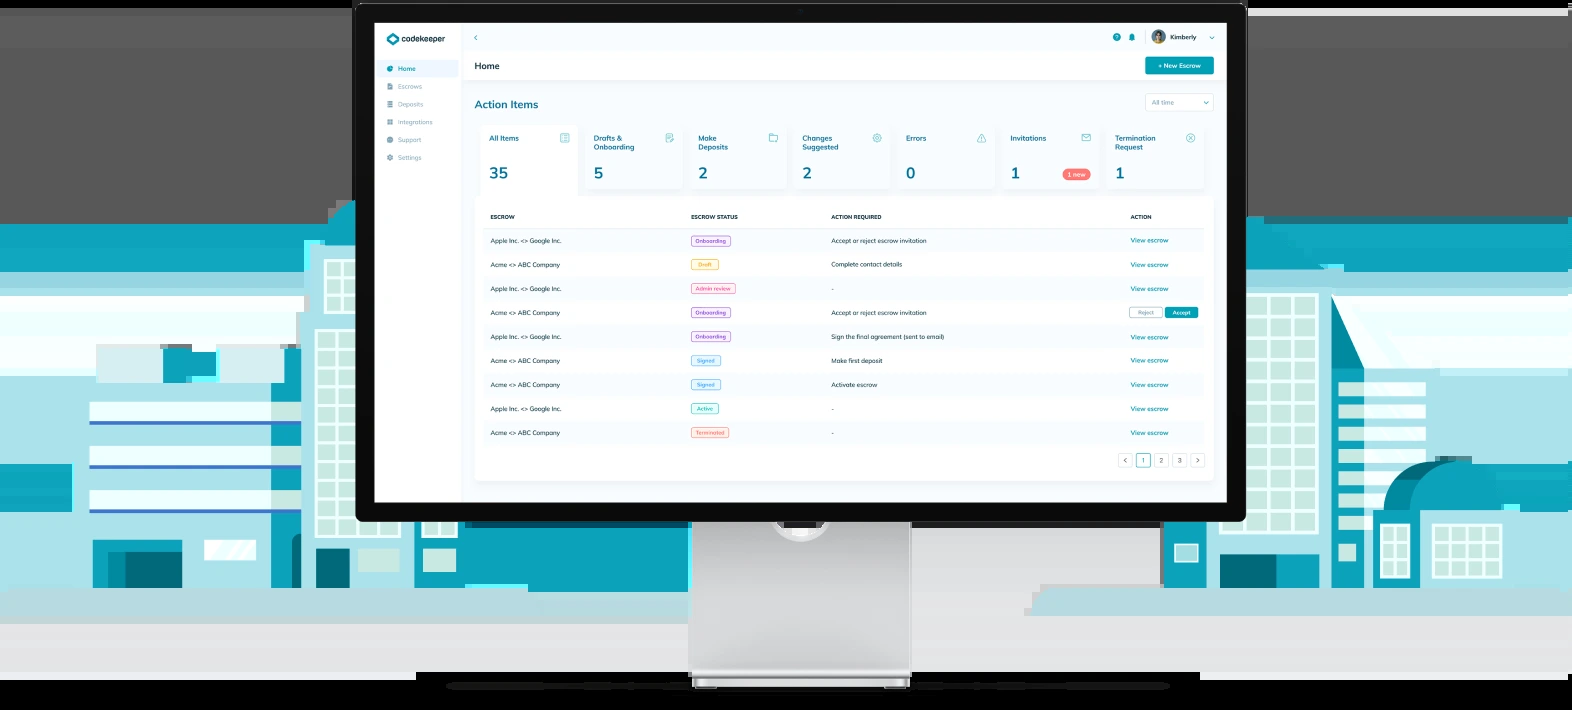 codekeeper
Kimberly
Home
Home
+ New Escrow
Escrows
Deposits
Integrations
Support
Settings
Action Items
All time
All Items
35
Drafts &
Onboarding
5
Make
Deposits
2
Changes
Suggested
2
Errors
0
Invitations
1
1 new
Termination
Request
1
ESCROW ESCROW STATUS ACTION REQUIRED ACTION
Apple Inc. <> Google Inc. Onboarding Accept or reject escrow invitation View escrow
Acme <> ABC Company Draft Complete contact details View escrow
Apple Inc. <> Google Inc. Admin review - View escrow
Acme <> ABC Company Onboarding Accept or reject escrow invitation Reject Accept
Apple Inc. <> Google Inc. Onboarding Sign the final agreement (sent to email) View escrow
Acme <> ABC Company Signed Make first deposit View escrow
Acme <> ABC Company Signed Activate escrow View escrow
Apple Inc. <> Google Inc. Active - View escrow
Acme <> ABC Company Terminated - View escrow
< 1 2 3 >